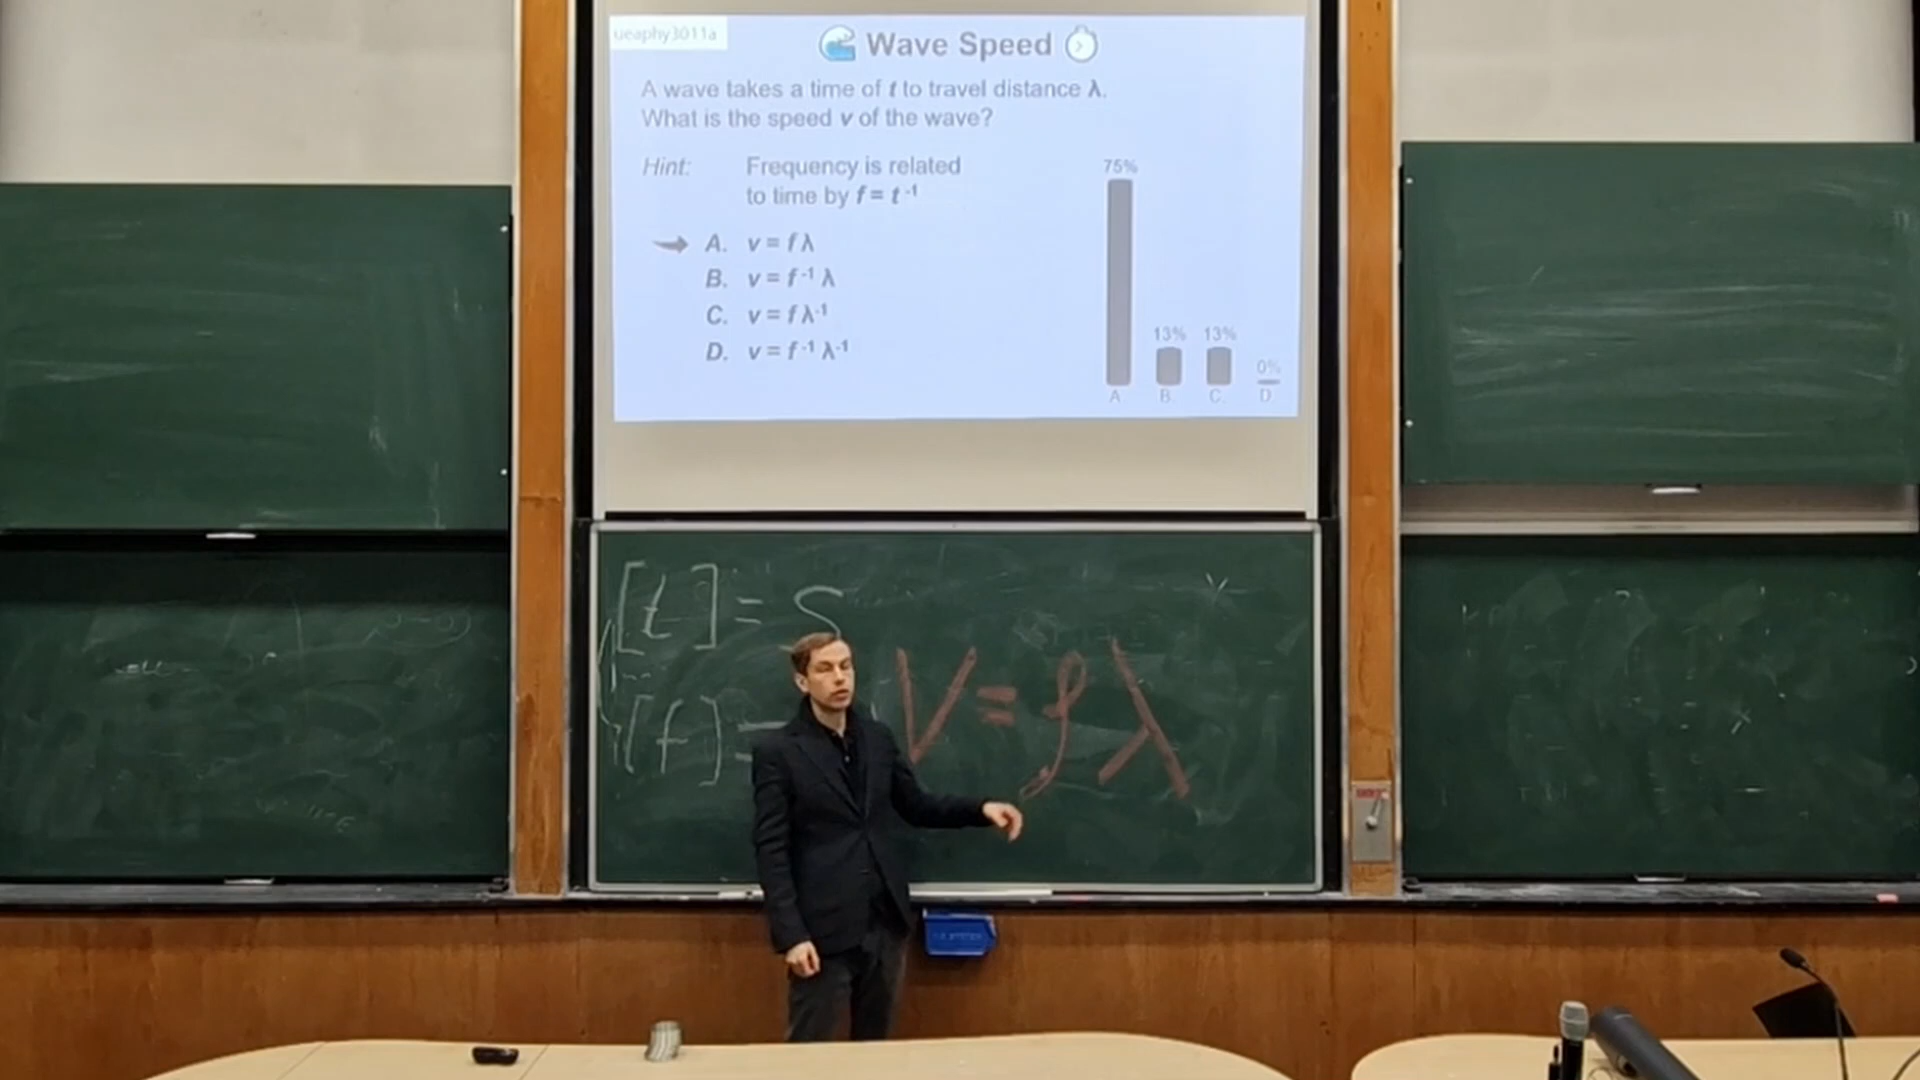 ueaphy3011a
Wave Speed
A wave takes a time of t to travel distance λ.
What is the speed v of the wave?
Hint: Frequency is related
to time by f = t⁻¹
A. v = f λ
B. v = f⁻¹ λ
C. v = f λ⁻¹
D. v = f⁻¹ λ⁻¹
75%
13% 13%
0%
A. B. C. D.
[t] = s
[f] =
v = f λ